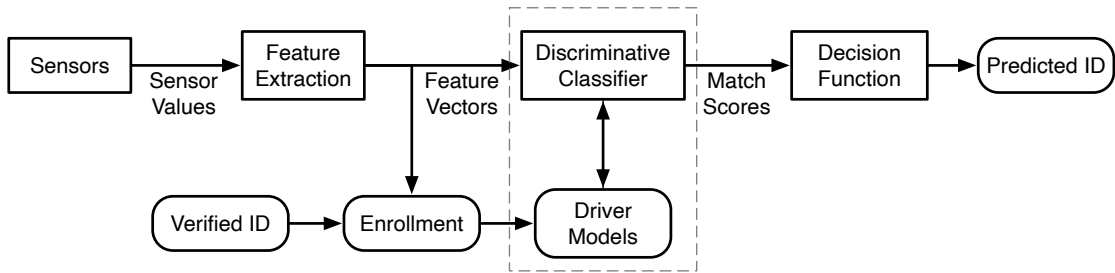 Sensors
Sensor
Values
Feature
Extraction
Feature
Vectors
Discriminative
Classifier
Match
Scores
Decision
Function
Predicted ID
Verified ID
Enrollment
Driver
Models